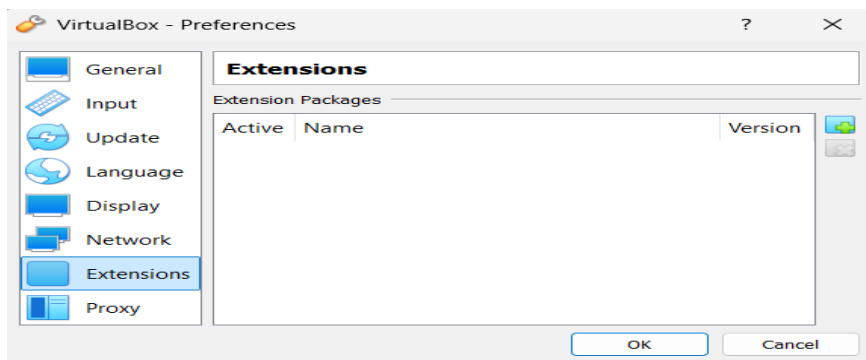 VirtualBox - Preferences ?
General
Input
Update
Language
Display
Network
Extensions
Proxy
Extensions
Extension Packages
Active Name Version
OK Cancel